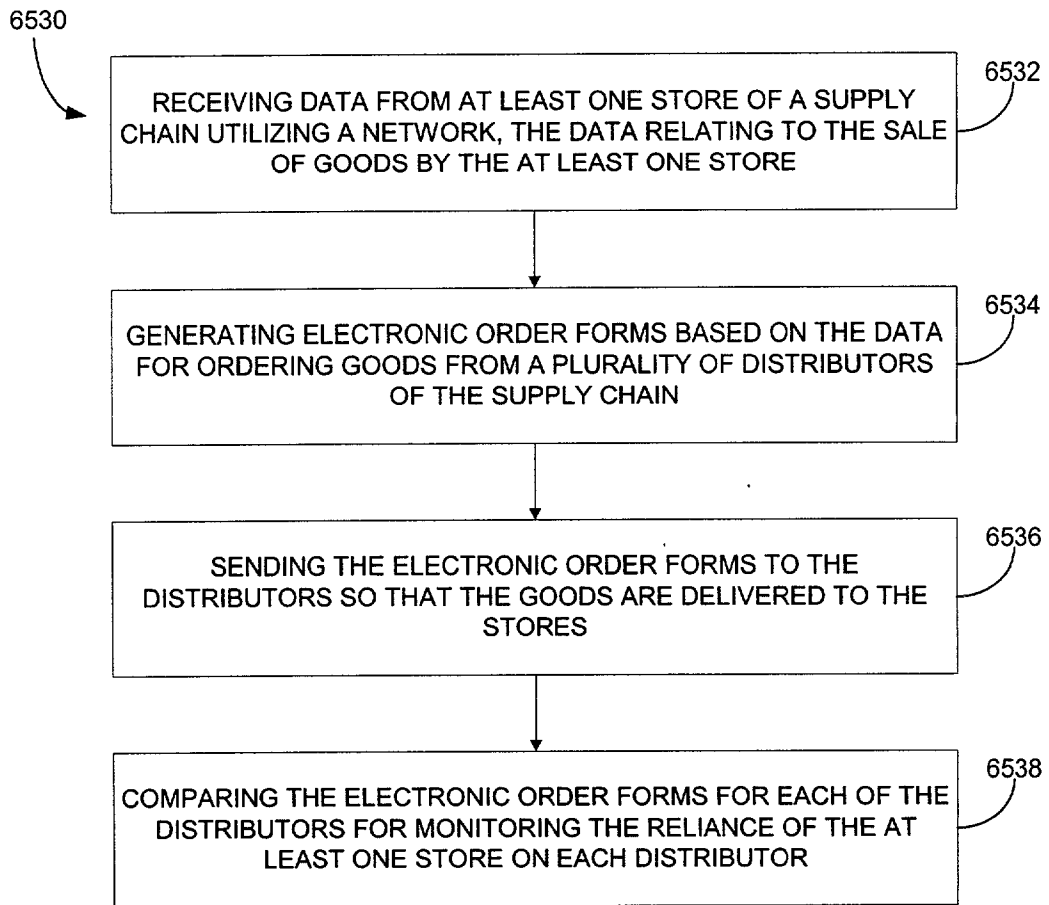 6530
6532
RECEIVING DATA FROM AT LEAST ONE STORE OF A SUPPLY
CHAIN UTILIZING A NETWORK, THE DATA RELATING TO THE SALE
OF GOODS BY THE AT LEAST ONE STORE
6534
GENERATING ELECTRONIC ORDER FORMS BASED ON THE DATA
FOR ORDERING GOODS FROM A PLURALITY OF DISTRIBUTORS
OF THE SUPPLY CHAIN
6536
SENDING THE ELECTRONIC ORDER FORMS TO THE
DISTRIBUTORS SO THAT THE GOODS ARE DELIVERED TO THE
STORES
6538
COMPARING THE ELECTRONIC ORDER FORMS FOR EACH OF THE
DISTRIBUTORS FOR MONITORING THE RELIANCE OF THE AT
LEAST ONE STORE ON EACH DISTRIBUTOR